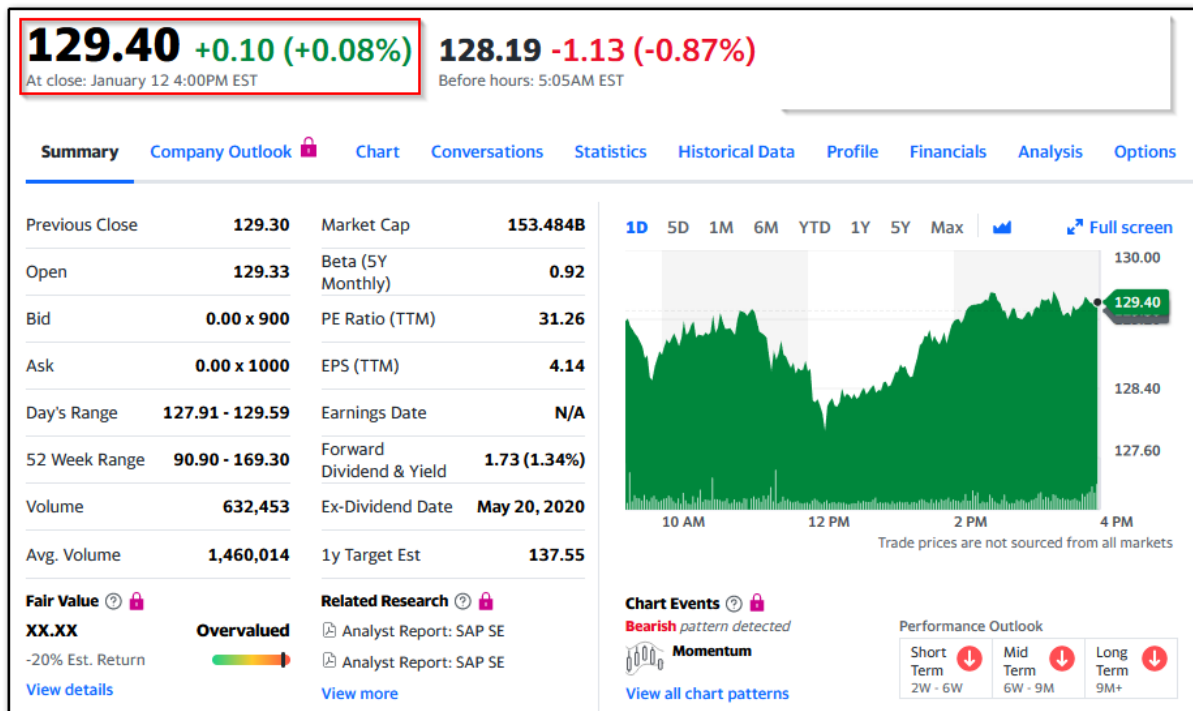 129.40 +0.10 (+0.08%)
At close: January 12 4:00PM EST
128.19 -1.13 (-0.87%)
Before hours: 5:05AM EST
Summary Company Outlook Chart Conversations Statistics Historical Data Profile Financials Analysis Options
Previous Close 129.30
Open 129.33
Bid 0.00 x 900
Ask 0.00 x 1000
Day's Range 127.91 - 129.59
52 Week Range 90.90 - 169.30
Volume 632,453
Avg. Volume 1,460,014
Market Cap 153.484B
Beta (5Y
Monthly) 0.92
PE Ratio (TTM) 31.26
EPS (TTM) 4.14
Earnings Date N/A
Forward
Dividend & Yield 1.73 (1.34%)
Ex-Dividend Date May 20, 2020
1y Target Est 137.55
1D 5D 1M 6M YTD 1Y 5Y Max Full screen
130.00
129.40
128.40
127.60
10 AM 12 PM 2 PM 4 PM
Trade prices are not sourced from all markets
Fair Value ?
XX.XX Overvalued
-20% Est. Return
View details
Related Research ?
Analyst Report: SAP SE
Analyst Report: SAP SE
View more
Chart Events ?
Bearish pattern detected
Momentum
View all chart patterns
Performance Outlook
Short
Term
2W - 6W
Mid
Term
6W - 9M
Long
Term
9M+